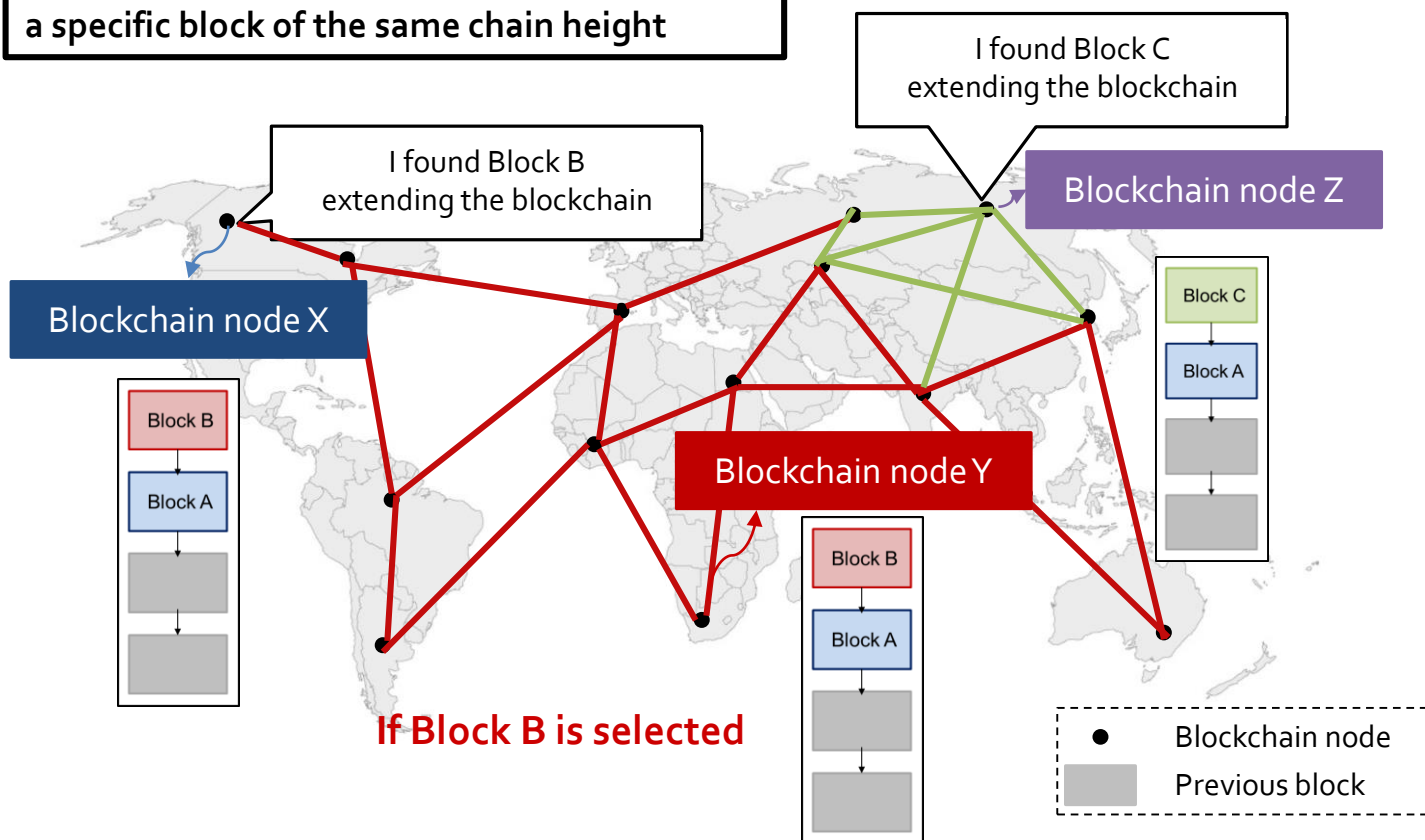 a specific block of the same chain height
I found Block C
extending the blockchain
I found Block B
extending the blockchain
Blockchain node Z
Blockchain node X
Block C
Block A
Block B
Block A
Blockchain node Y
Block B
Block A
If Block B is selected
Blockchain node
Previous block